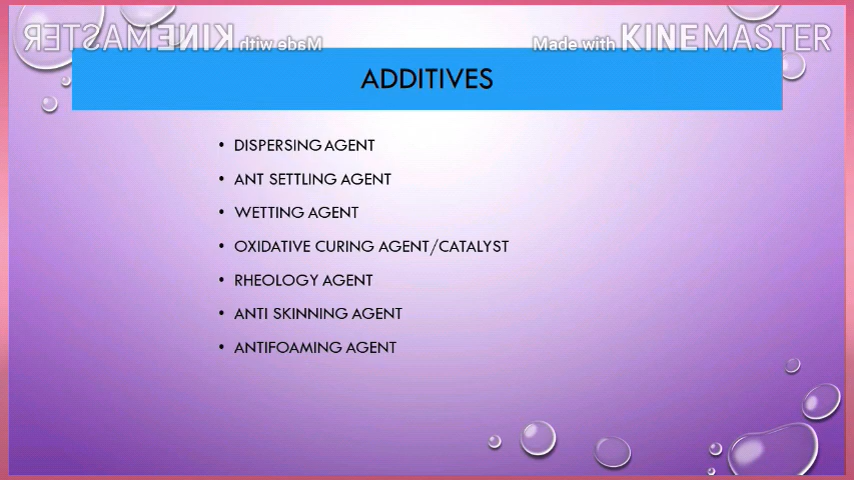 Made with KINEMASTER
Made with KINEMASTER
ADDITIVES
• DISPERSING AGENT
• ANT SETTLING AGENT
• WETTING AGENT
• OXIDATIVE CURING AGENT/CATALYST
• RHEOLOGY AGENT
• ANTI SKINNING AGENT
• ANTIFOAMING AGENT